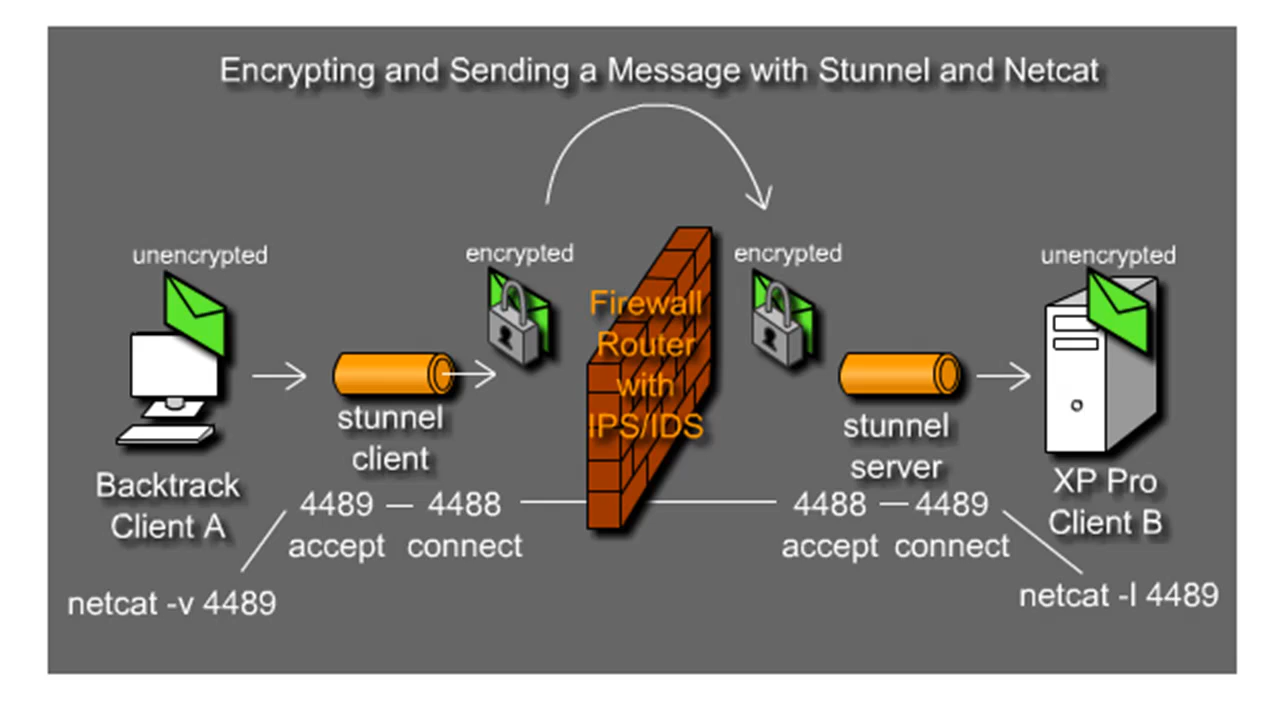 Encrypting and Sending a Message with Stunnel and Netcat
unencrypted
encrypted
encrypted
unencrypted
Firewall
Router
with
IPS/IDS
stunnel
client
stunnel
server
Backtrack
Client A
XP Pro
Client B
4489 — 4488
accept connect
4488 — 4489
accept connect
netcat -v 4489
netcat -l 4489